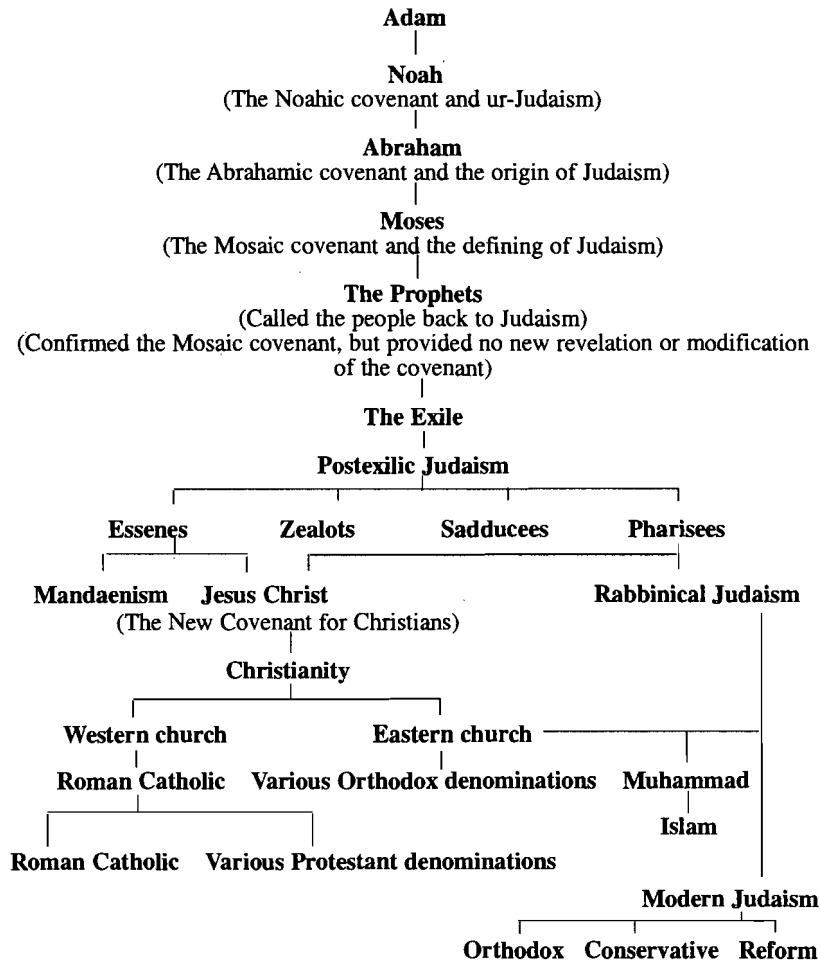 Adam
Noah
(The Noahic covenant and ur-Judaism)
Abraham
(The Abrahamic covenant and the origin of Judaism)
Moses
(The Mosaic covenant and the defining of Judaism)
The Prophets
(Called the people back to Judaism)
(Confirmed the Mosaic covenant, but provided no new revelation or modification
of the covenant)
The Exile
Postexilic Judaism
Essenes Zealots Sadducees Pharisees
Mandaenism Jesus Christ Rabbinical Judaism
(The New Covenant for Christians)
Christianity
Western church Eastern church
Roman Catholic Various Orthodox denominations Muhammad
Islam
Roman Catholic Various Protestant denominations
Modern Judaism
Orthodox Conservative Reform